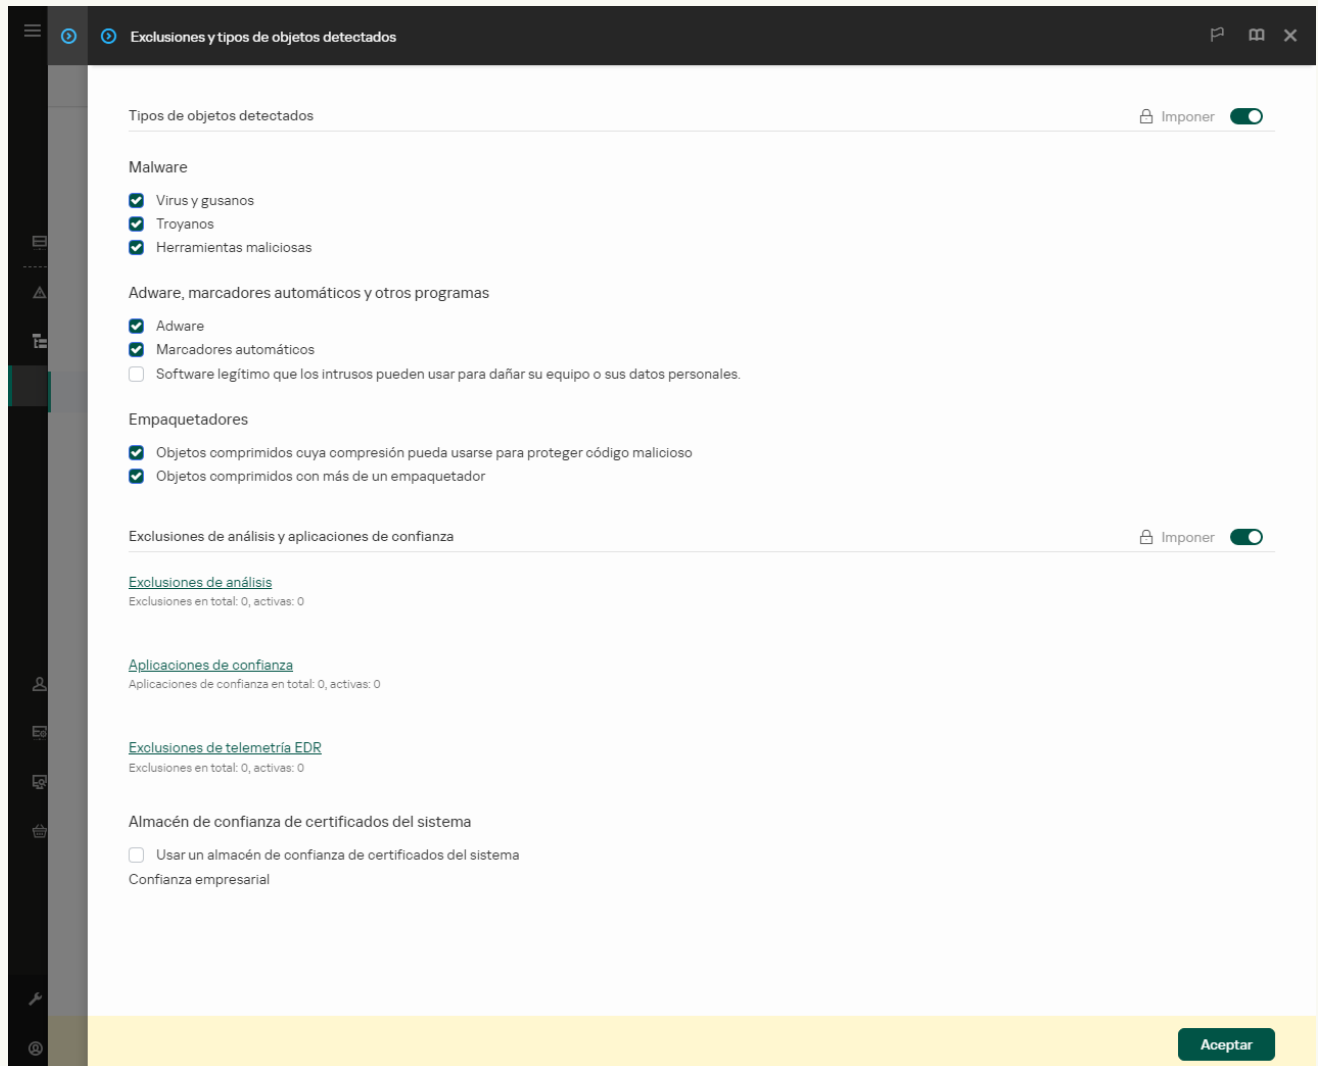 Exclusiones y tipos de objetos detectados
Tipos de objetos detectados
Imponer
Malware
Virus y gusanos
Troyanos
Herramientas maliciosas
Adware, marcadores automáticos y otros programas
Adware
Marcadores automáticos
Software legítimo que los intrusos pueden usar para dañar su equipo o sus datos personales.
Empaquetadores
Objetos comprimidos cuya compresión pueda usarse para proteger código malicioso
Objetos comprimidos con más de un empaquetador
Exclusiones de análisis y aplicaciones de confianza
Imponer
Exclusiones de análisis
Exclusiones en total: 0, activas: 0
Aplicaciones de confianza
Aplicaciones de confianza en total: 0, activas: 0
Exclusiones de telemetría EDR
Exclusiones en total: 0, activas: 0
Almacén de confianza de certificados del sistema
Usar un almacén de confianza de certificados del sistema
Confianza empresarial
Aceptar